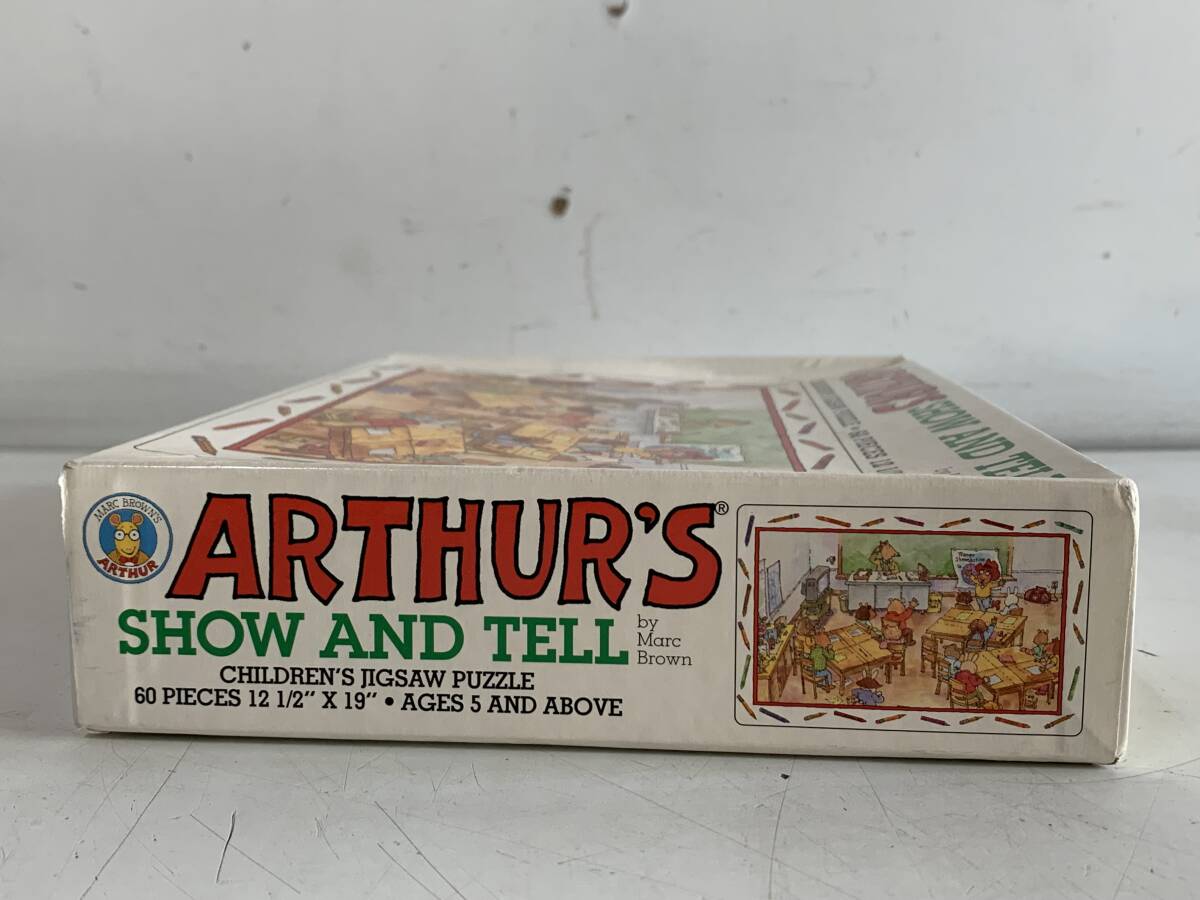 MARC BROWN'S
ARTHUR
ARTHUR'S®
SHOW AND TELL
by
Marc
Brown
CHILDREN'S JIGSAW PUZZLE
60 PIECES 12 1/2" X 19" • AGES 5 AND ABOVE
SHOW AND TELL